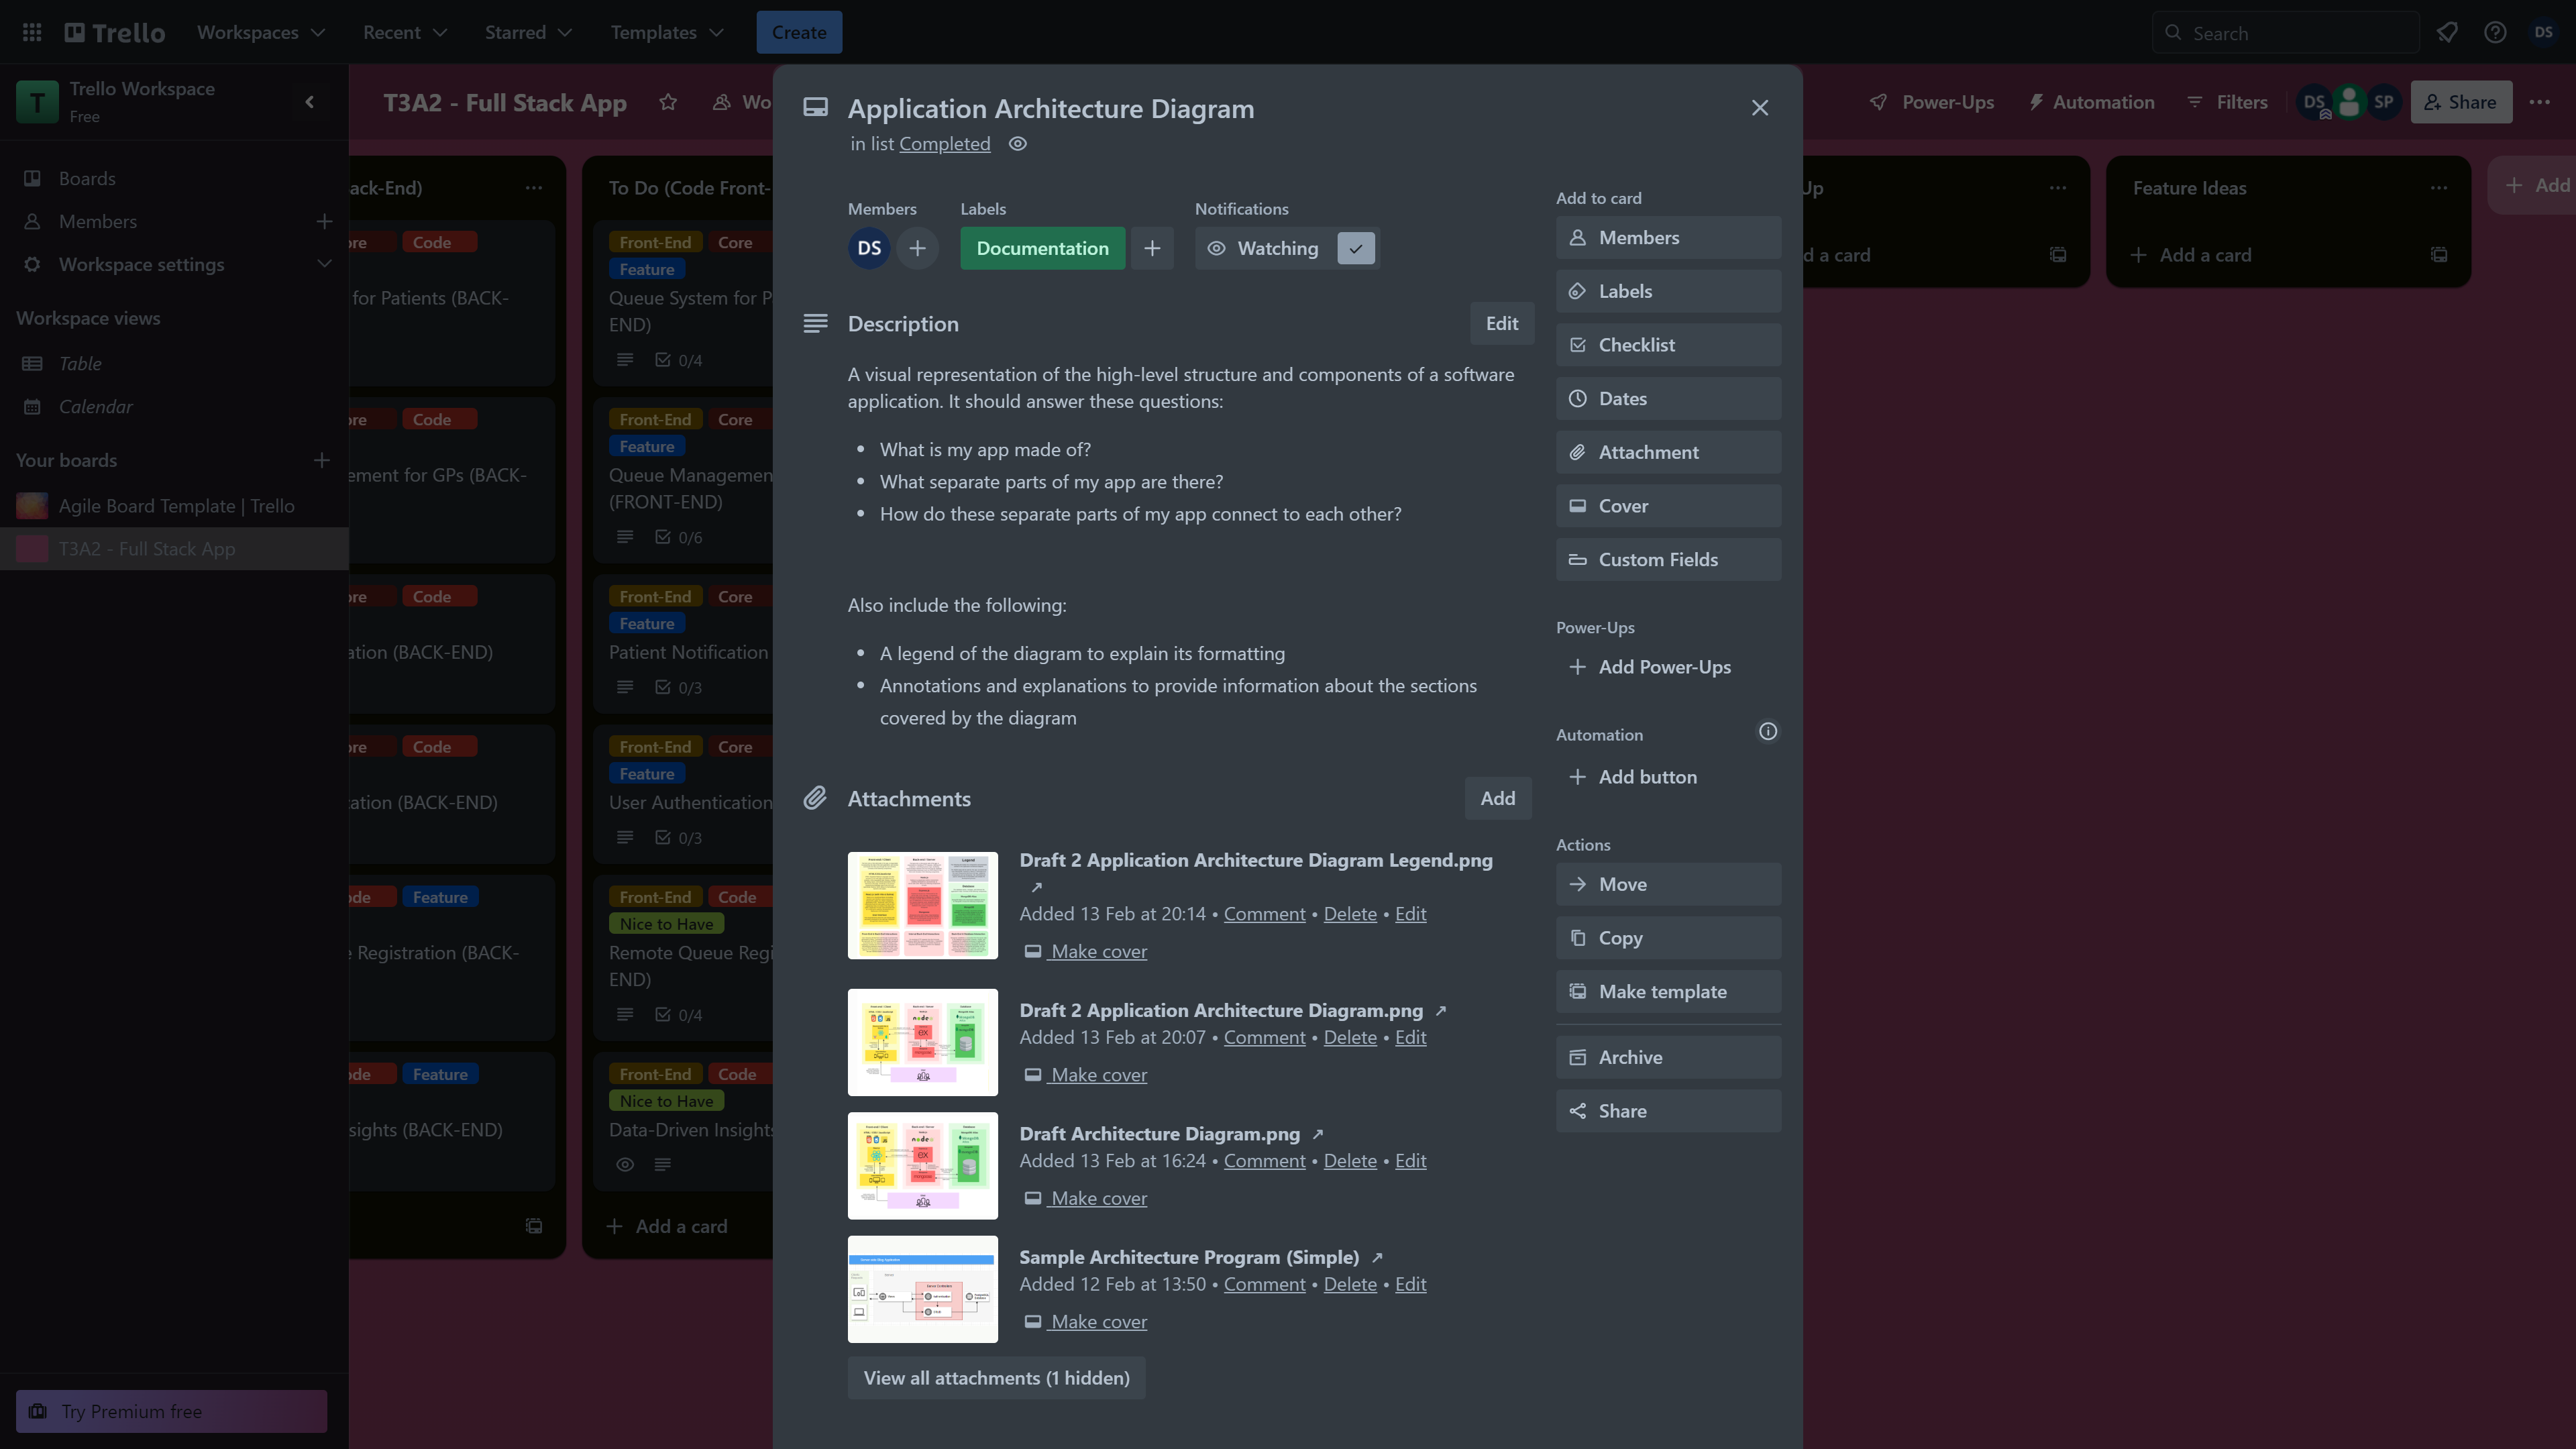 Trello
Workspaces
Recent
Starred
Templates
Create
Search
DS
T
Trello Workspace
Free
Boards
Members
Workspace settings
Workspace views
Table
Calendar
Your boards
Agile Board Template | Trello
T3A2 - Full Stack App
Try Premium free
T3A2 - Full Stack App
Wo
Power-Ups
Automation
Filters
DS
SP
Share
ack-End)
re Code
for Patients (BACK-
re Code
ement for GPs (BACK-
re Code
ation (BACK-END)
re Code
ation (BACK-END)
de Feature
Registration (BACK-
de Feature
sights (BACK-END)
To Do (Code Front-
Front-End Core
Feature
Queue System for P
END)
0/4
Front-End Core
Feature
Queue Managemen
(FRONT-END)
0/6
Front-End Core
Feature
Patient Notification
0/3
Front-End Core
Feature
User Authentication
0/3
Front-End Code
Nice to Have
Remote Queue Regi
END)
0/4
Front-End Code
Nice to Have
Data-Driven Insights
Add a card
Application Architecture Diagram
in list Completed
Members
DS
Labels
Documentation
Notifications
Watching
Description
Edit
A visual representation of the high-level structure and components of a software
application. It should answer these questions:
• What is my app made of?
• What separate parts of my app are there?
• How do these separate parts of my app connect to each other?
Also include the following:
• A legend of the diagram to explain its formatting
• Annotations and explanations to provide information about the sections
covered by the diagram
Attachments
Add
Draft 2 Application Architecture Diagram Legend.png
Added 13 Feb at 20:14 • Comment • Delete • Edit
Make cover
Draft 2 Application Architecture Diagram.png
Added 13 Feb at 20:07 • Comment • Delete • Edit
Make cover
Draft Architecture Diagram.png
Added 13 Feb at 16:24 • Comment • Delete • Edit
Make cover
Sample Architecture Program (Simple)
Added 12 Feb at 13:50 • Comment • Delete • Edit
Make cover
View all attachments (1 hidden)
Add to card
Members
Labels
Checklist
Dates
Attachment
Cover
Custom Fields
Power-Ups
Add Power-Ups
Automation
Add button
Actions
Move
Copy
Make template
Archive
Share
Up
d a card
Feature Ideas
Add a card
Add